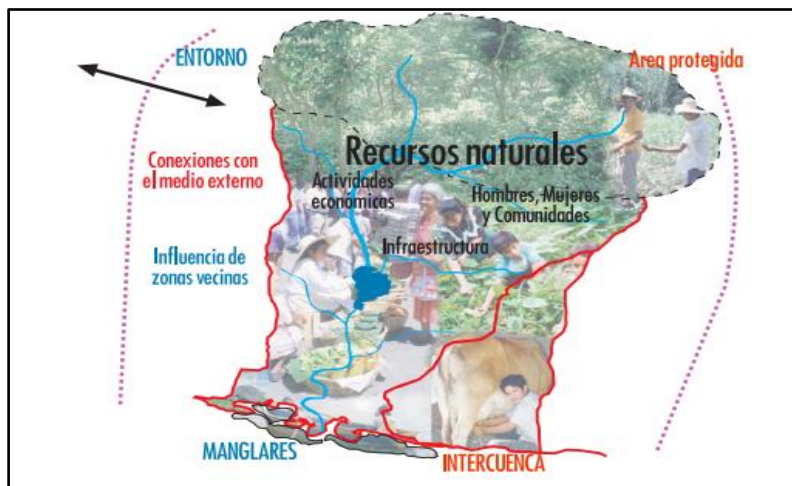 ENTORNO
Area protegida
Recursos naturales
Conexiones con
el medio externo
Actividades
económicas
Hombres, Mujeres
y Comunidades
Infraestructura
Influencia de
zonas vecinas
MANGLARES
INTERCUENCA